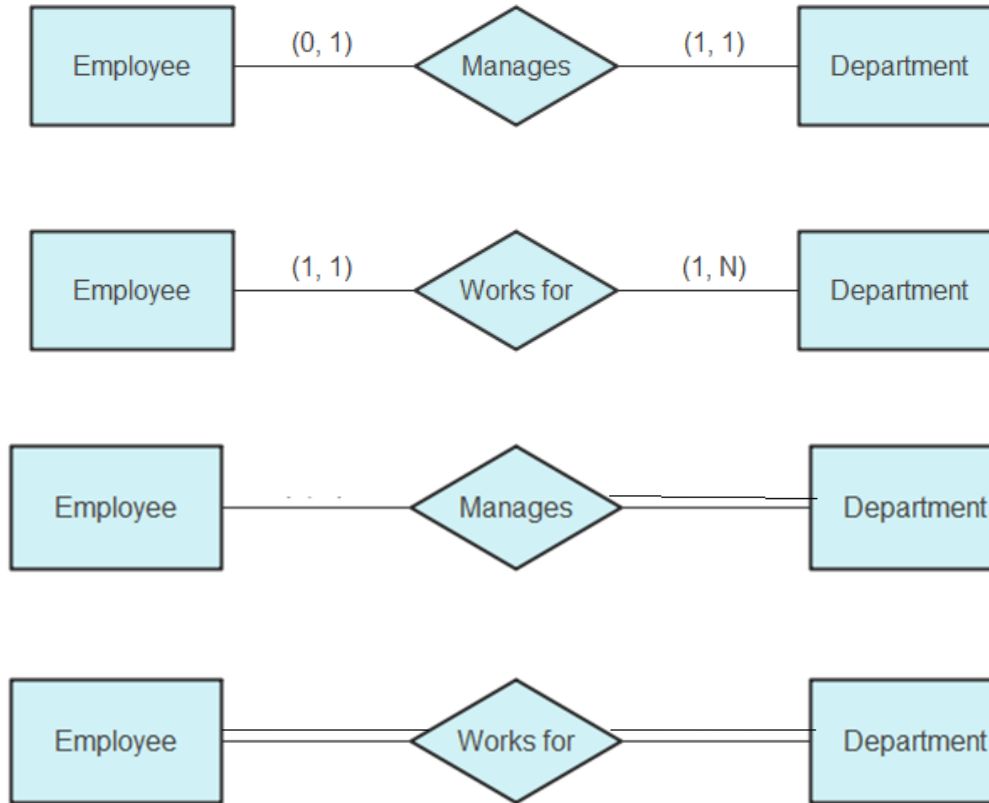 (0, 1) (1, 1)
Employee Manages Department
(1, 1) (1, N)
Employee Works for Department
Employee Manages Department
Employee Works for Department